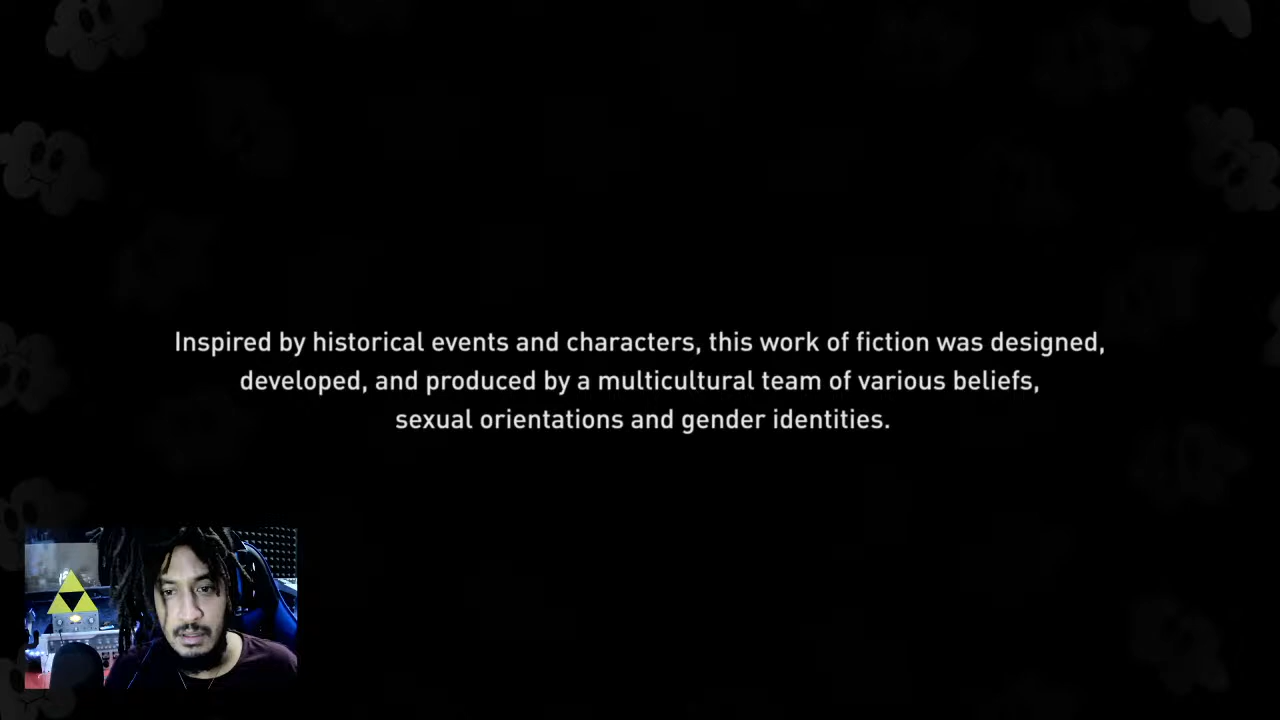 Inspired by historical events and characters, this work of fiction was designed,
developed, and produced by a multicultural team of various beliefs,
sexual orientations and gender identities.